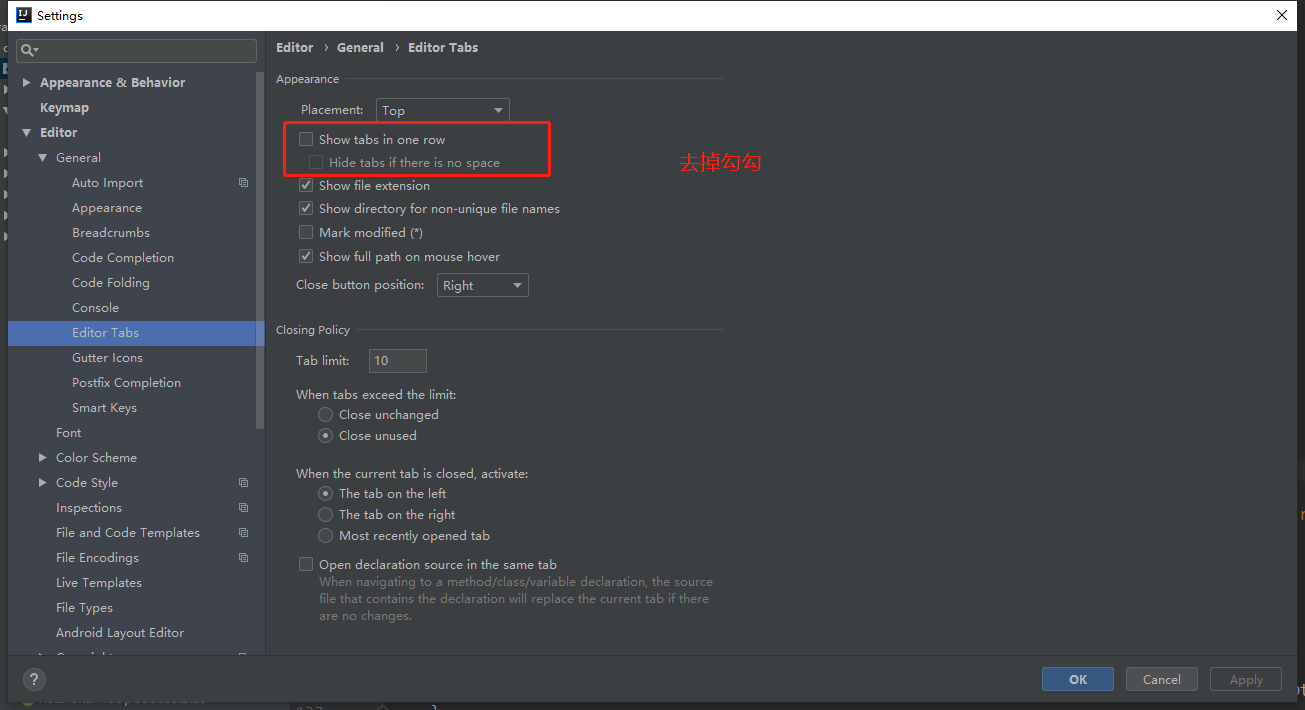 Settings
Editor › General › Editor Tabs
Appearance & Behavior
Keymap
Editor
General
Auto Import
Appearance
Breadcrumbs
Code Completion
Code Folding
Console
Editor Tabs
Gutter Icons
Postfix Completion
Smart Keys
Font
Color Scheme
Code Style
Inspections
File and Code Templates
File Encodings
Live Templates
File Types
Android Layout Editor
Appearance
Placement: Top
Show tabs in one row
Hide tabs if there is no space
去掉勾勾
Show file extension
Show directory for non-unique file names
Mark modified (*)
Show full path on mouse hover
Close button position: Right
Closing Policy
Tab limit: 10
When tabs exceed the limit:
Close unchanged
Close unused
When the current tab is closed, activate:
The tab on the left
The tab on the right
Most recently opened tab
Open declaration source in the same tab
When navigating to a method/class/variable declaration, the source
file that contains the declaration will replace the current tab if there
are no changes.
?
OK Cancel Apply